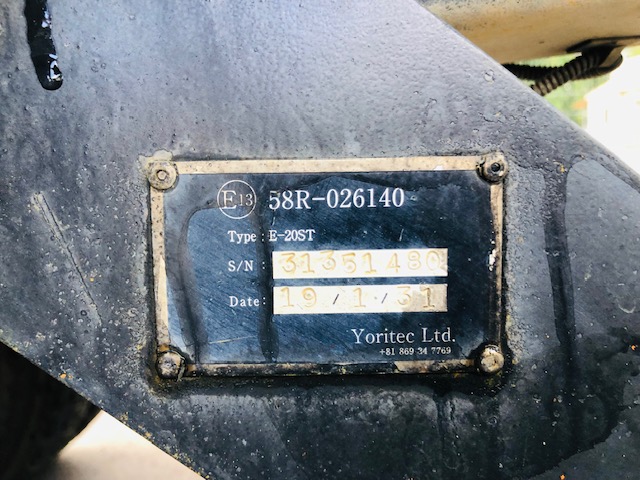 E13 58R-026140
Type : E-20ST
S/N : 31351480
Date: 19/1/31
Yoritec Ltd.
+81 869 34 7769